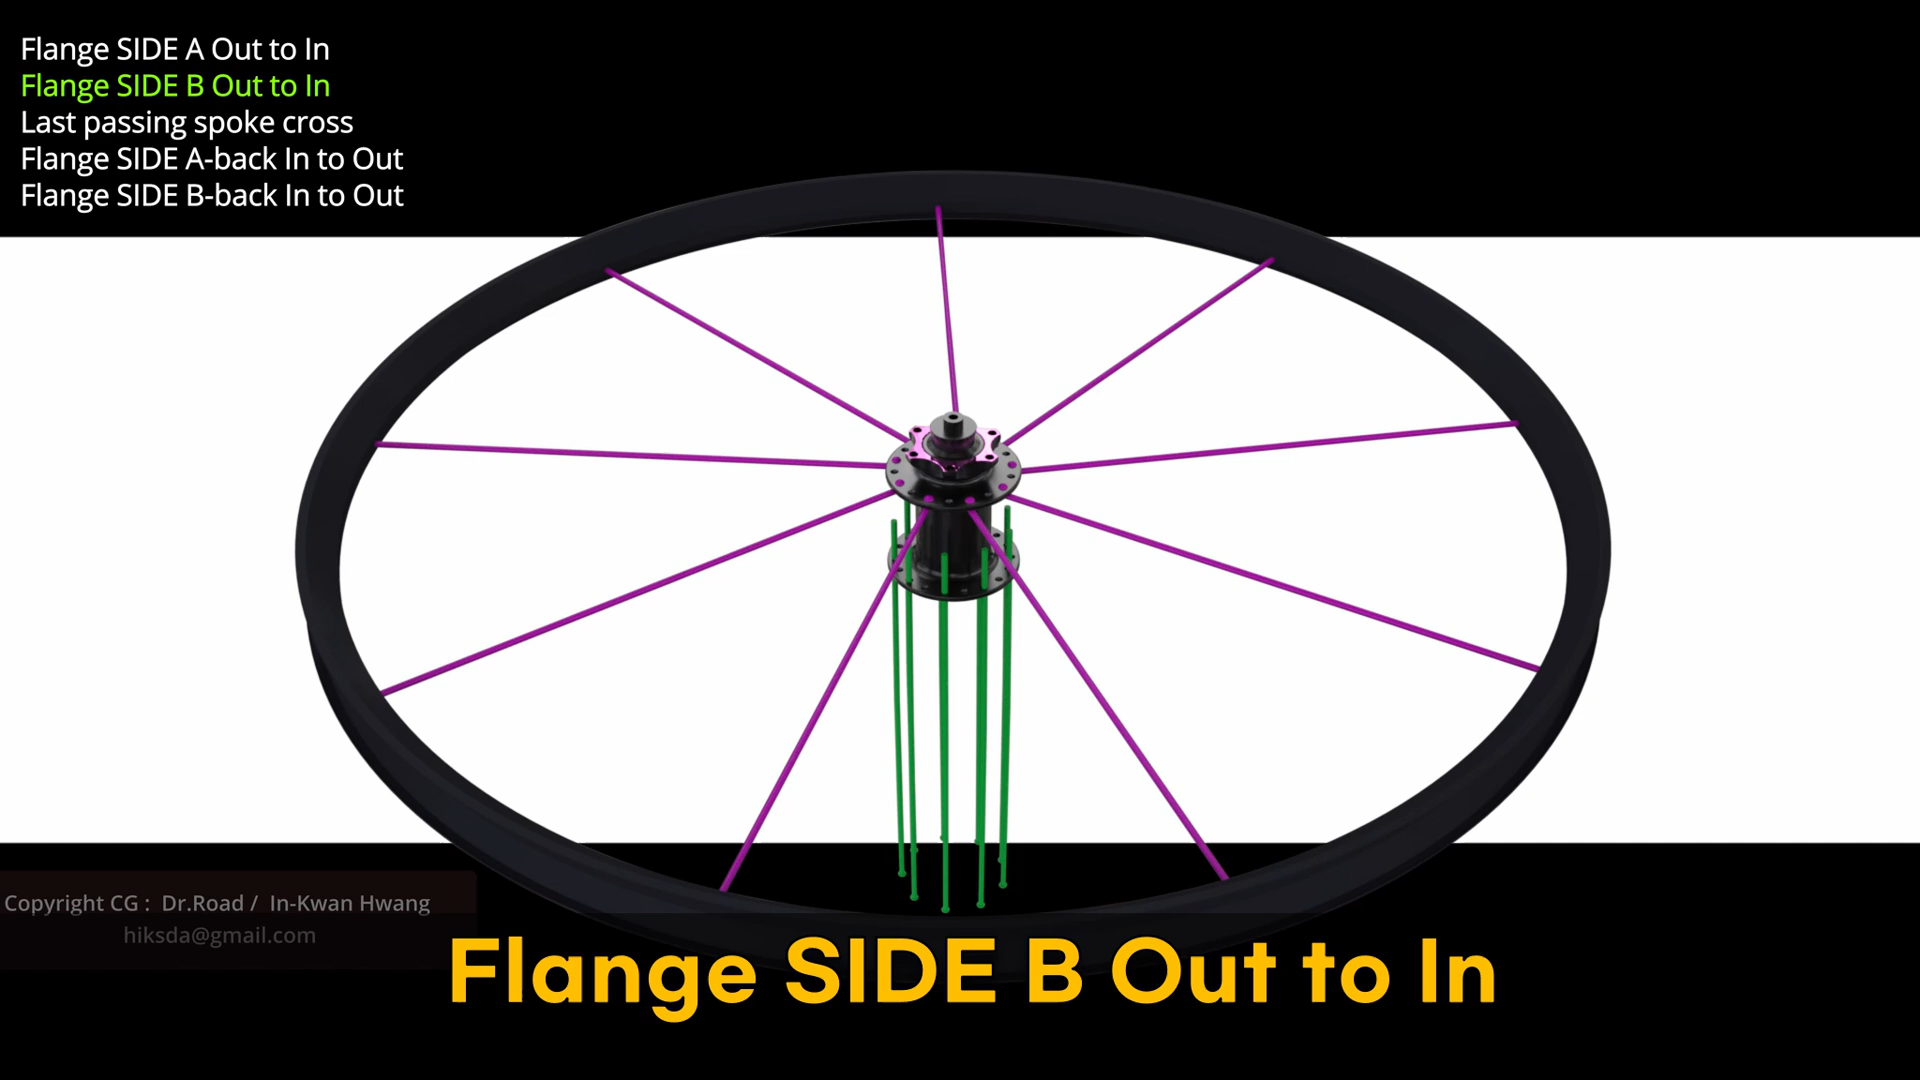 Flange SIDE A Out to In
Flange SIDE B Out to In
Last passing spoke cross
Flange SIDE A-back In to Out
Flange SIDE B-back In to Out
Copyright CG : Dr.Road / In-Kwan Hwang
hiksda@gmail.com
Flange SIDE B Out to In